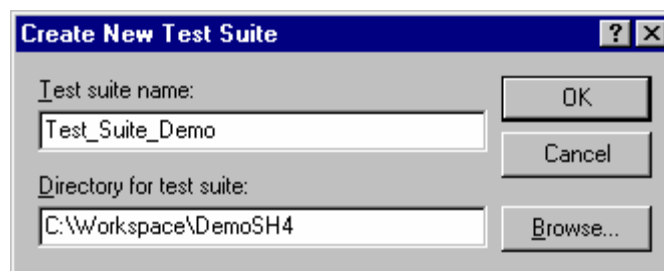 Create New Test Suite
Test suite name:
OK
Test_Suite_Demo
Cancel
Directory for test suite:
C:\Workspace\DemoSH4
Browse...